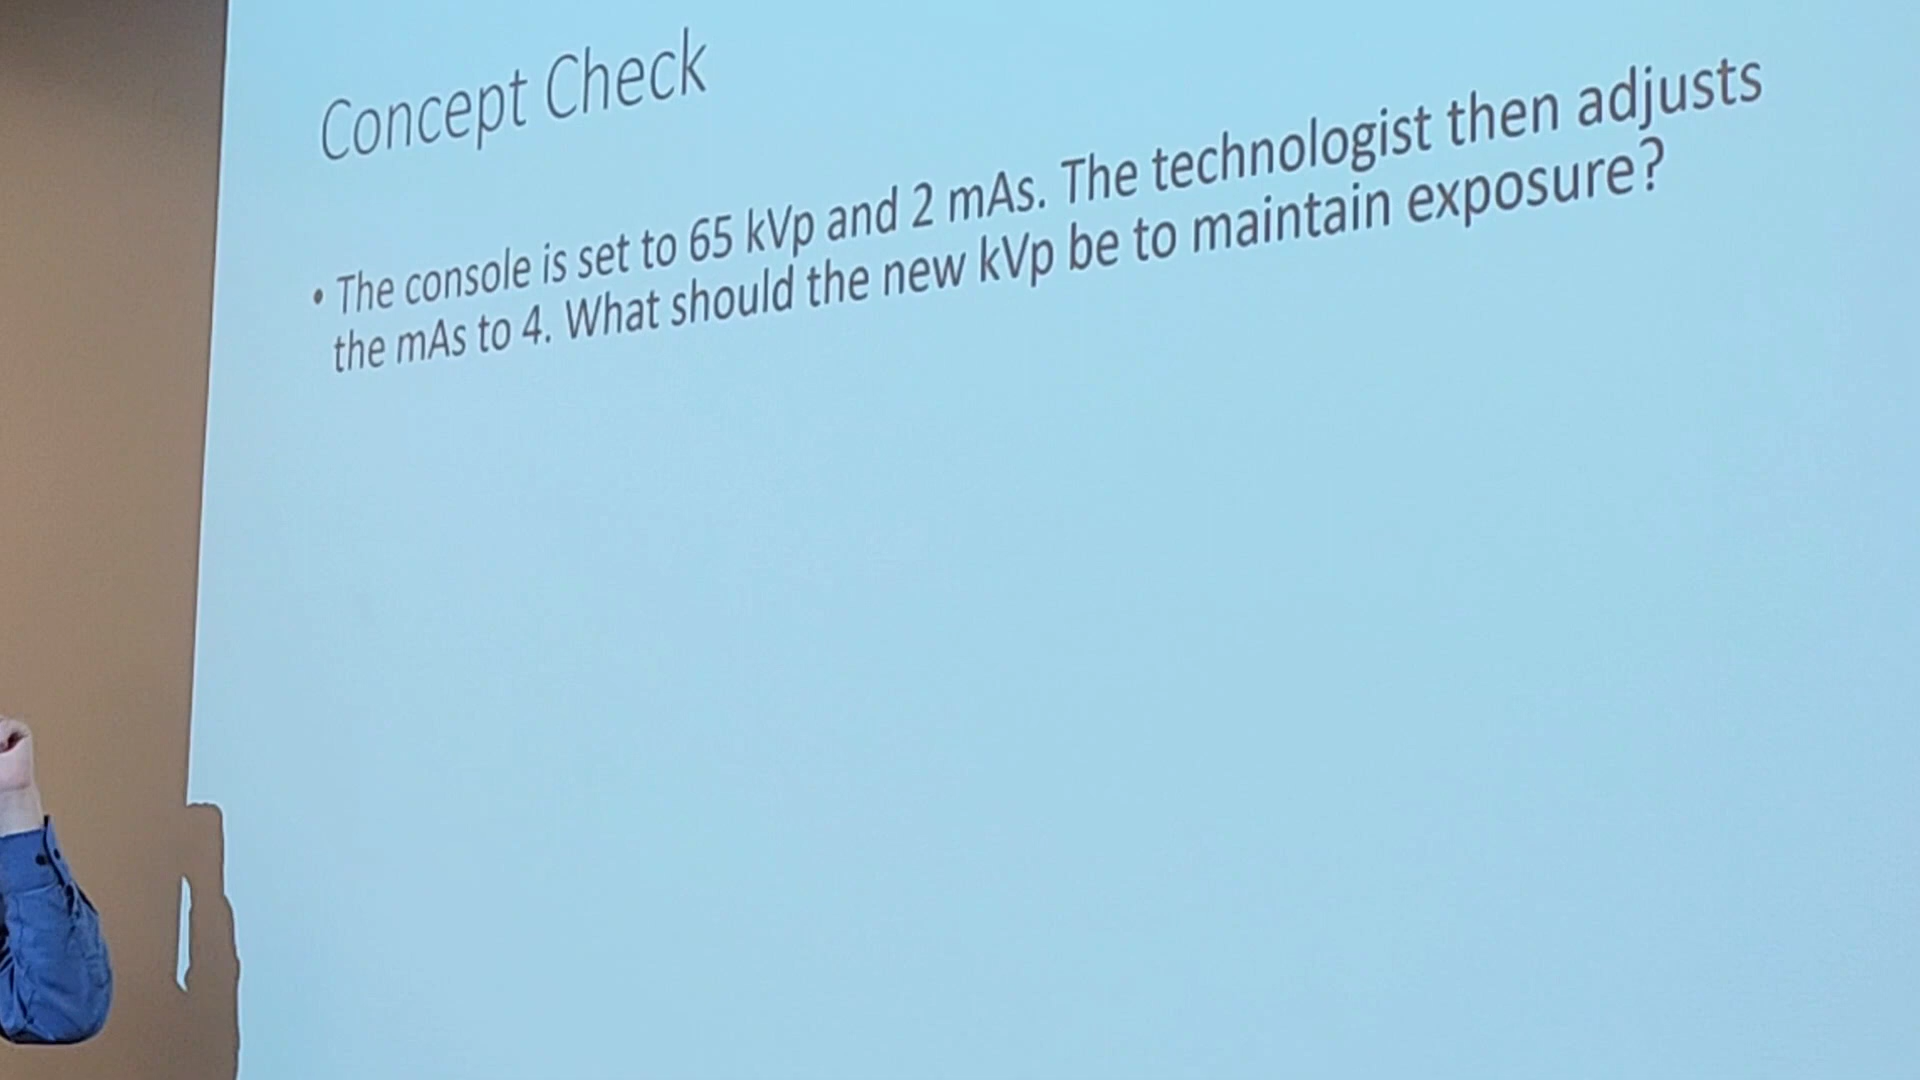 Concept Check
• The console is set to 65 kVp and 2 mAs. The technologist then adjusts
the mAs to 4. What should the new kVp be to maintain exposure?